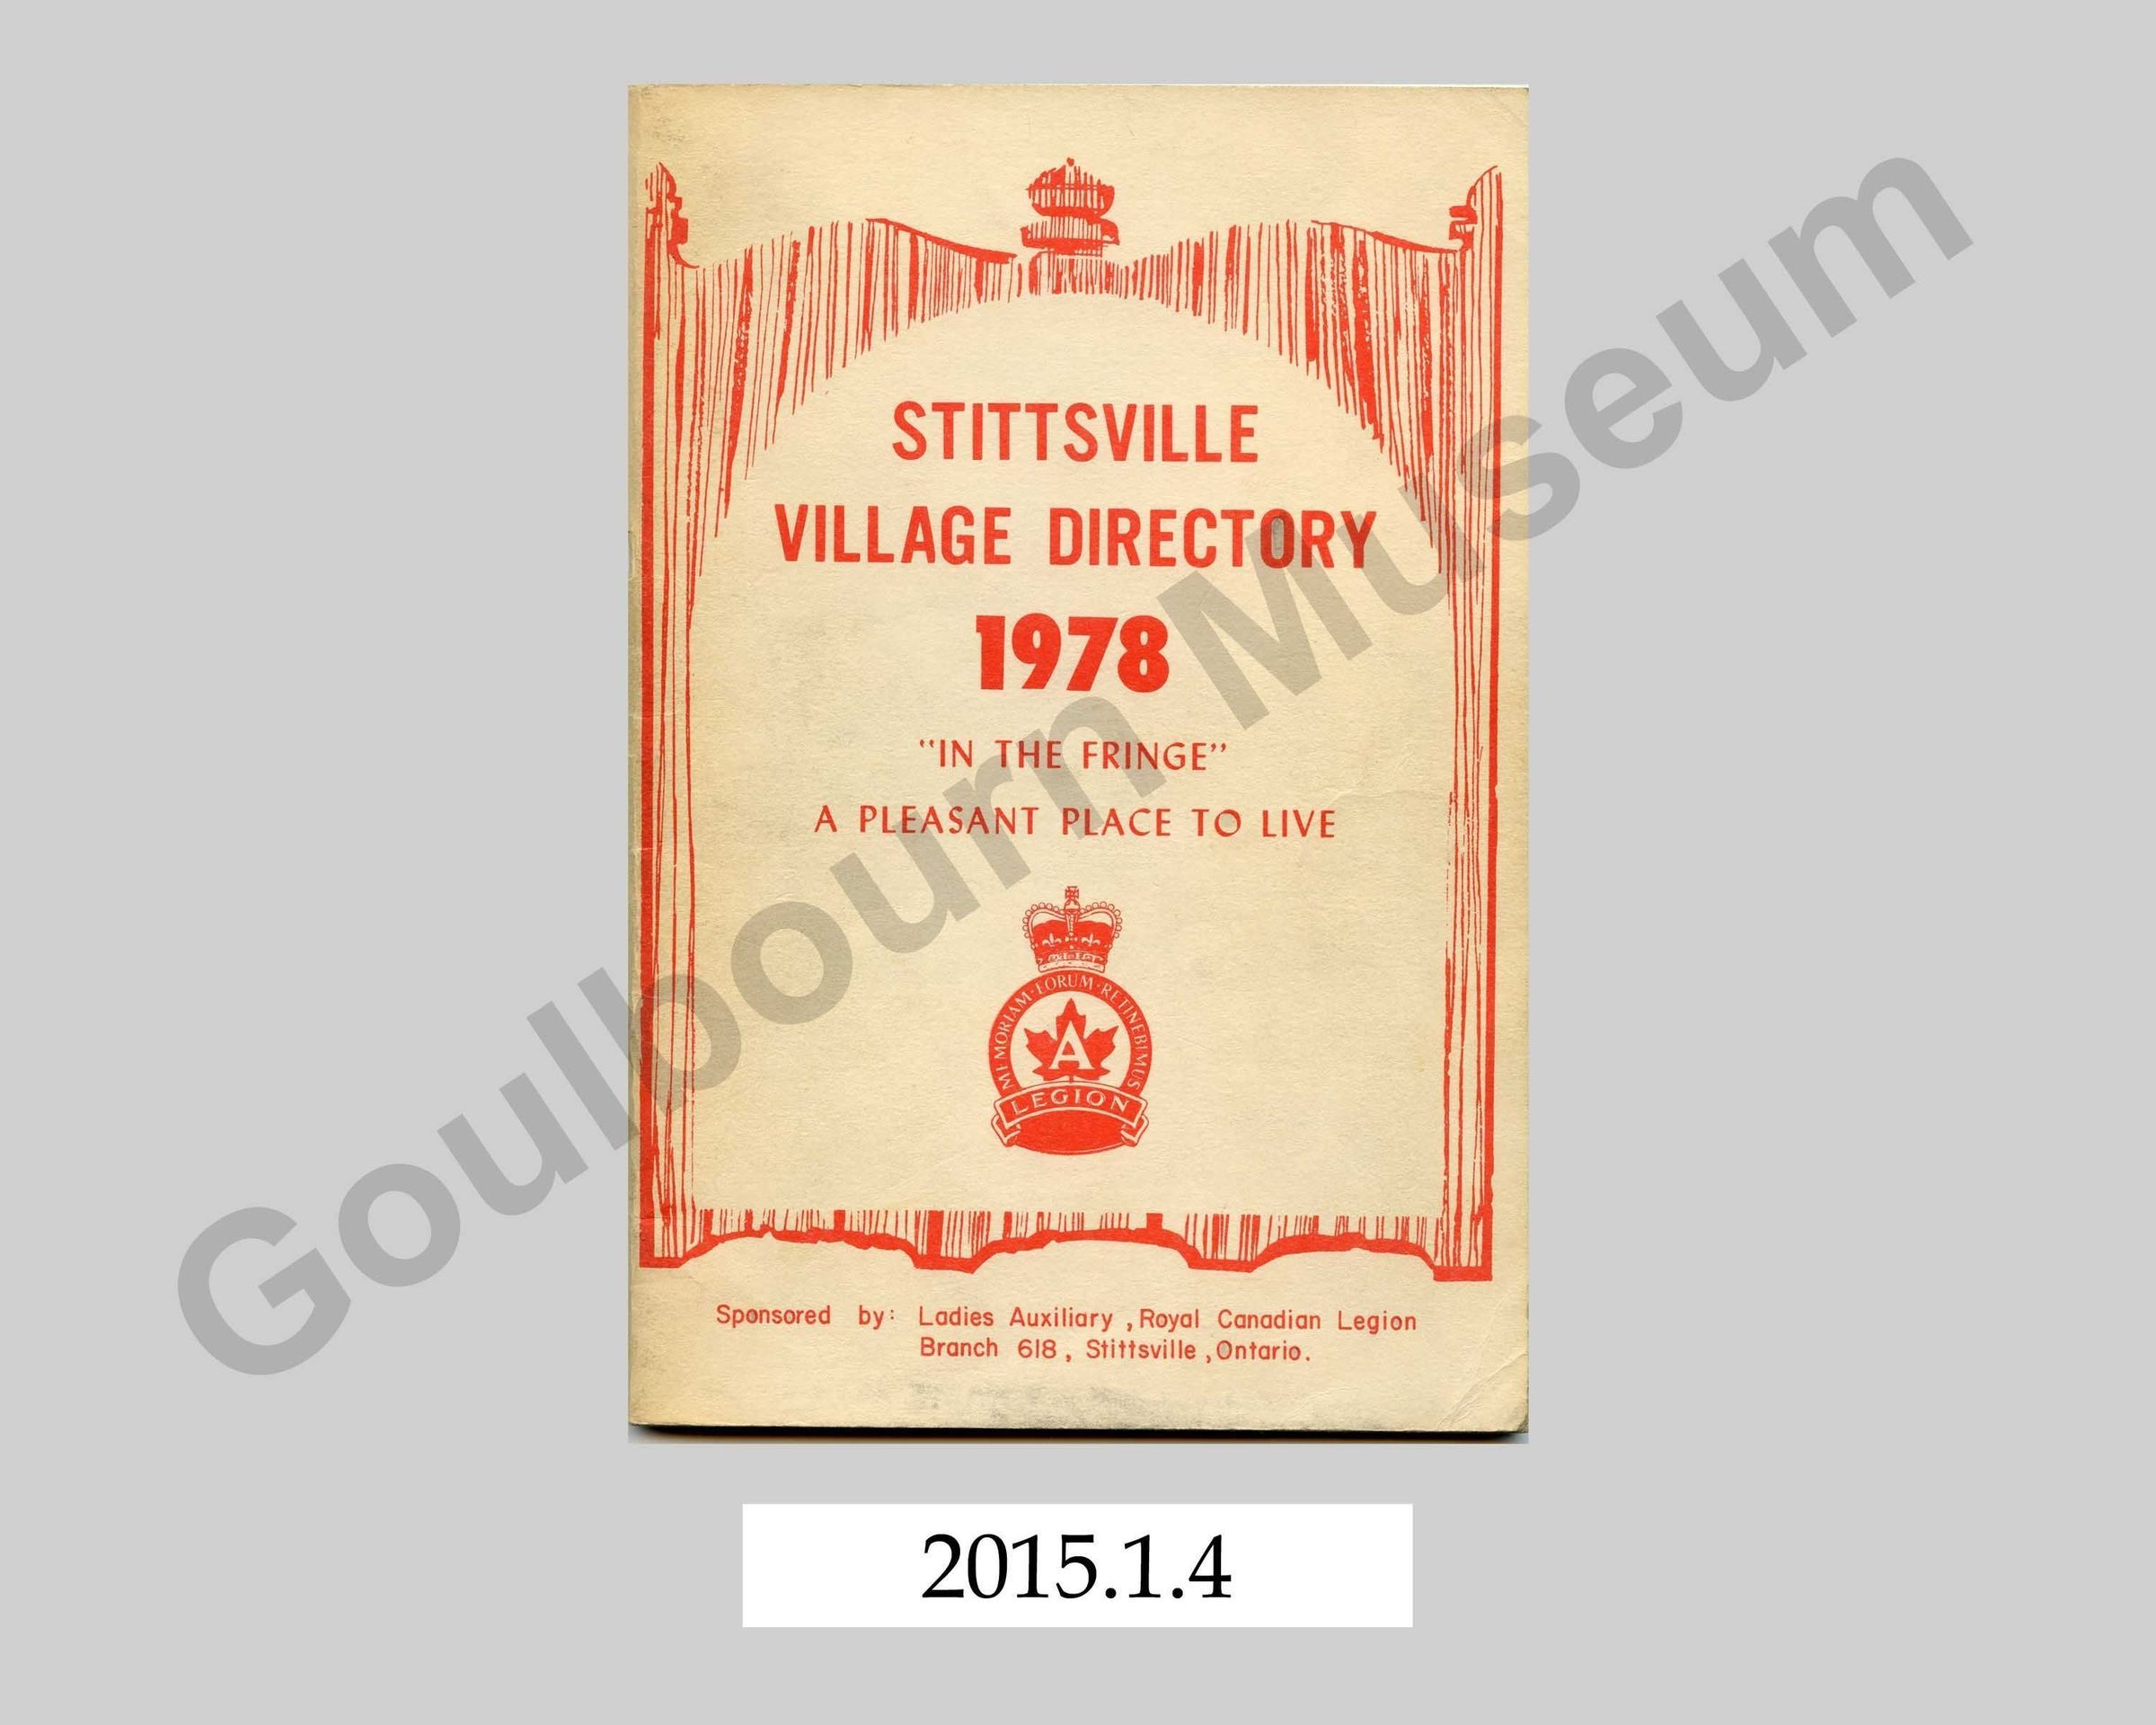 STITTSVILLE
VILLAGE DIRECTORY
1978
"IN THE FRINGE"
A PLEASANT PLACE TO LIVE
MEMORIAM·EORUM·RETINEBIMUS
A
LEGION
Sponsored by: Ladies Auxiliary, Royal Canadian Legion
Branch 618, Stittsville, Ontario.
Goulbourn Museum
2015.1.4